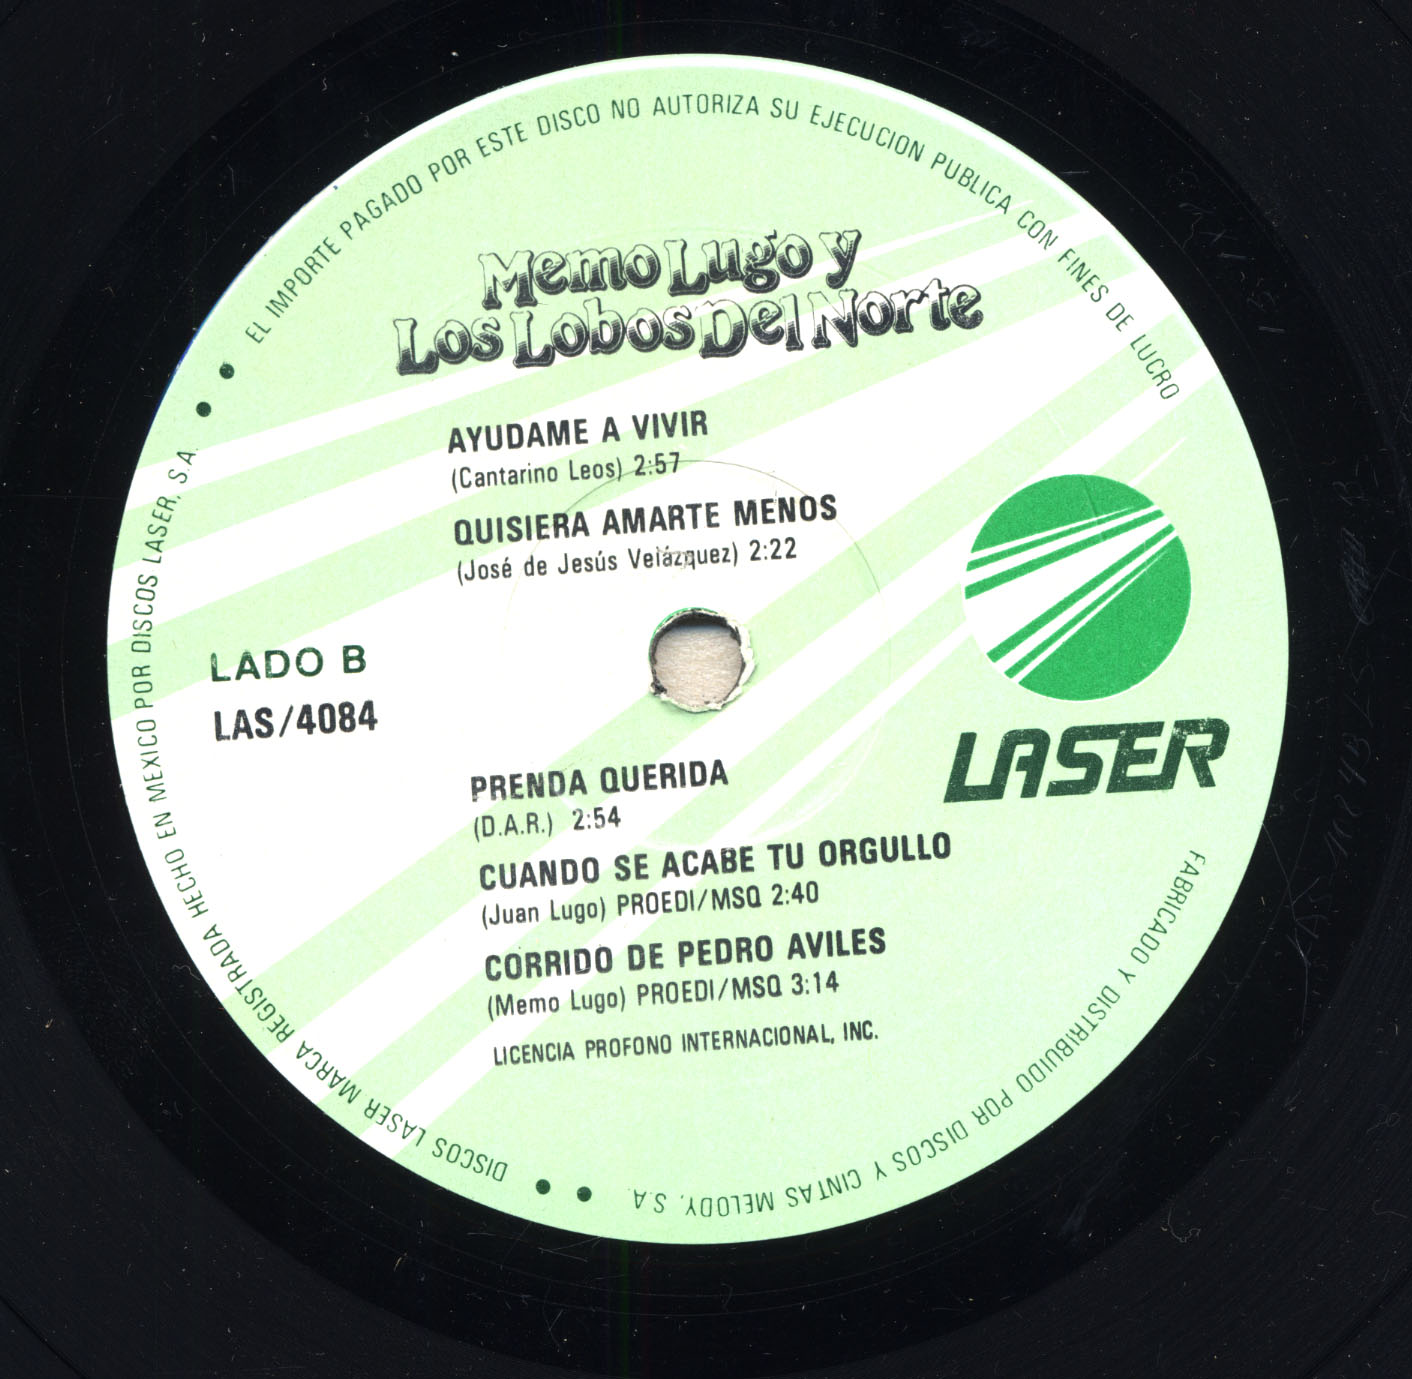 EL IMPORTE PAGADO POR ESTE DISCO NO AUTORIZA SU EJECUCION PUBLICA CON FINES DE LUCRO
Memo Lugo y
Los Lobos Del Norte
AYUDAME A VIVIR
(Cantarino Leos) 2:57
QUISIERA AMARTE MENOS
(José de Jesús Velázquez) 2:22
LADO B
LAS/4084
LASER
PRENDA QUERIDA
(D.A.R.) 2:54
CUANDO SE ACABE TU ORGULLO
(Juan Lugo) PROEDI/MSQ 2:40
CORRIDO DE PEDRO AVILES
(Memo Lugo) PROEDI/MSQ 3:14
LICENCIA PROFONO INTERNACIONAL, INC.
DISCOS LASER MARCA REGISTRADA HECHO EN MEXICO POR DISCOS LASER, S.A.
FABRICADO Y DISTRIBUIDO POR DISCOS Y CINTAS MELODY, S.A.